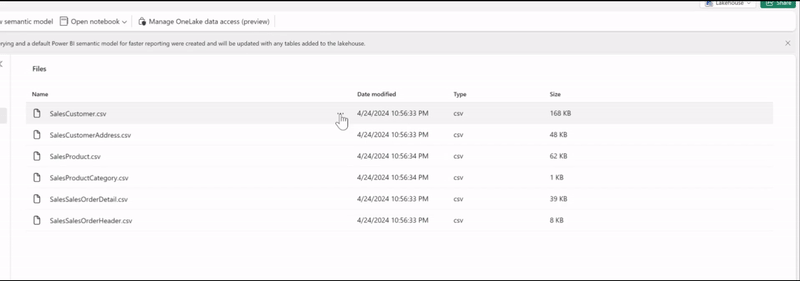 Lakehouse Share
semantic model Open notebook Manage OneLake data access (preview)
and a default Power BI semantic model for faster reporting were created and will be updated with any tables added to the lakehouse.
Files
Name Date modified Type Size
SalesCustomer.csv ... 4/24/2024 10:56:33 PM csv 168 KB
SalesCustomerAddress.csv 4/24/2024 10:56:33 PM csv 48 KB
SalesProduct.csv 4/24/2024 10:56:34 PM csv 62 KB
SalesProductCategory.csv 4/24/2024 10:56:34 PM csv 1 KB
SalesSalesOrderDetail.csv 4/24/2024 10:56:33 PM csv 39 KB
SalesSalesOrderHeader.csv 4/24/2024 10:56:33 PM csv 8 KB